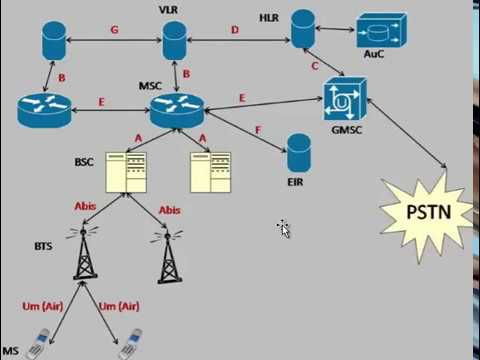 VLR
HLR
G
D
AuC
B
B
MSC
C
E
E
GMSC
A
A
F
BSC
EIR
Abis
Abis
PSTN
BTS
Um (Air)
Um (Air)
MS